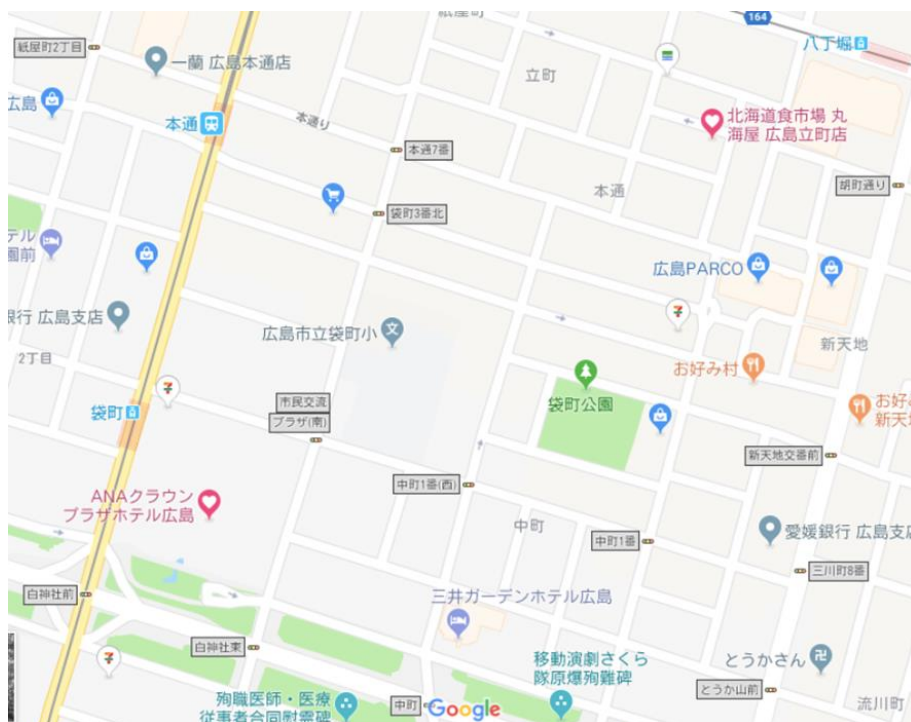 紙屋町
164
八丁堀
紙屋町2丁目
一蘭 広島本通店
立町
広島
本通
本通り
北海道食市場 丸
海屋 広島立町店
本通7番
本通
胡町通り
袋町3番北
テル
園前
広島PARCO
銀行 広島支店
広島市立袋町小
文
新天地
2丁目
お好み村
市民交流
プラザ(南)
袋町公園
お好み
新天地
袋町
新天地交番前
中町1番(西)
ANAクラウン
プラザホテル広島
中町
愛媛銀行 広島支店
中町1番
三川町8番
白神社前
三井ガーデンホテル広島
白神社東
移動演劇さくら
隊原爆殉難碑
とうかさん
殉職医師・医療
従事者合同慰霊碑
中町
Google
とうか山前
流川町